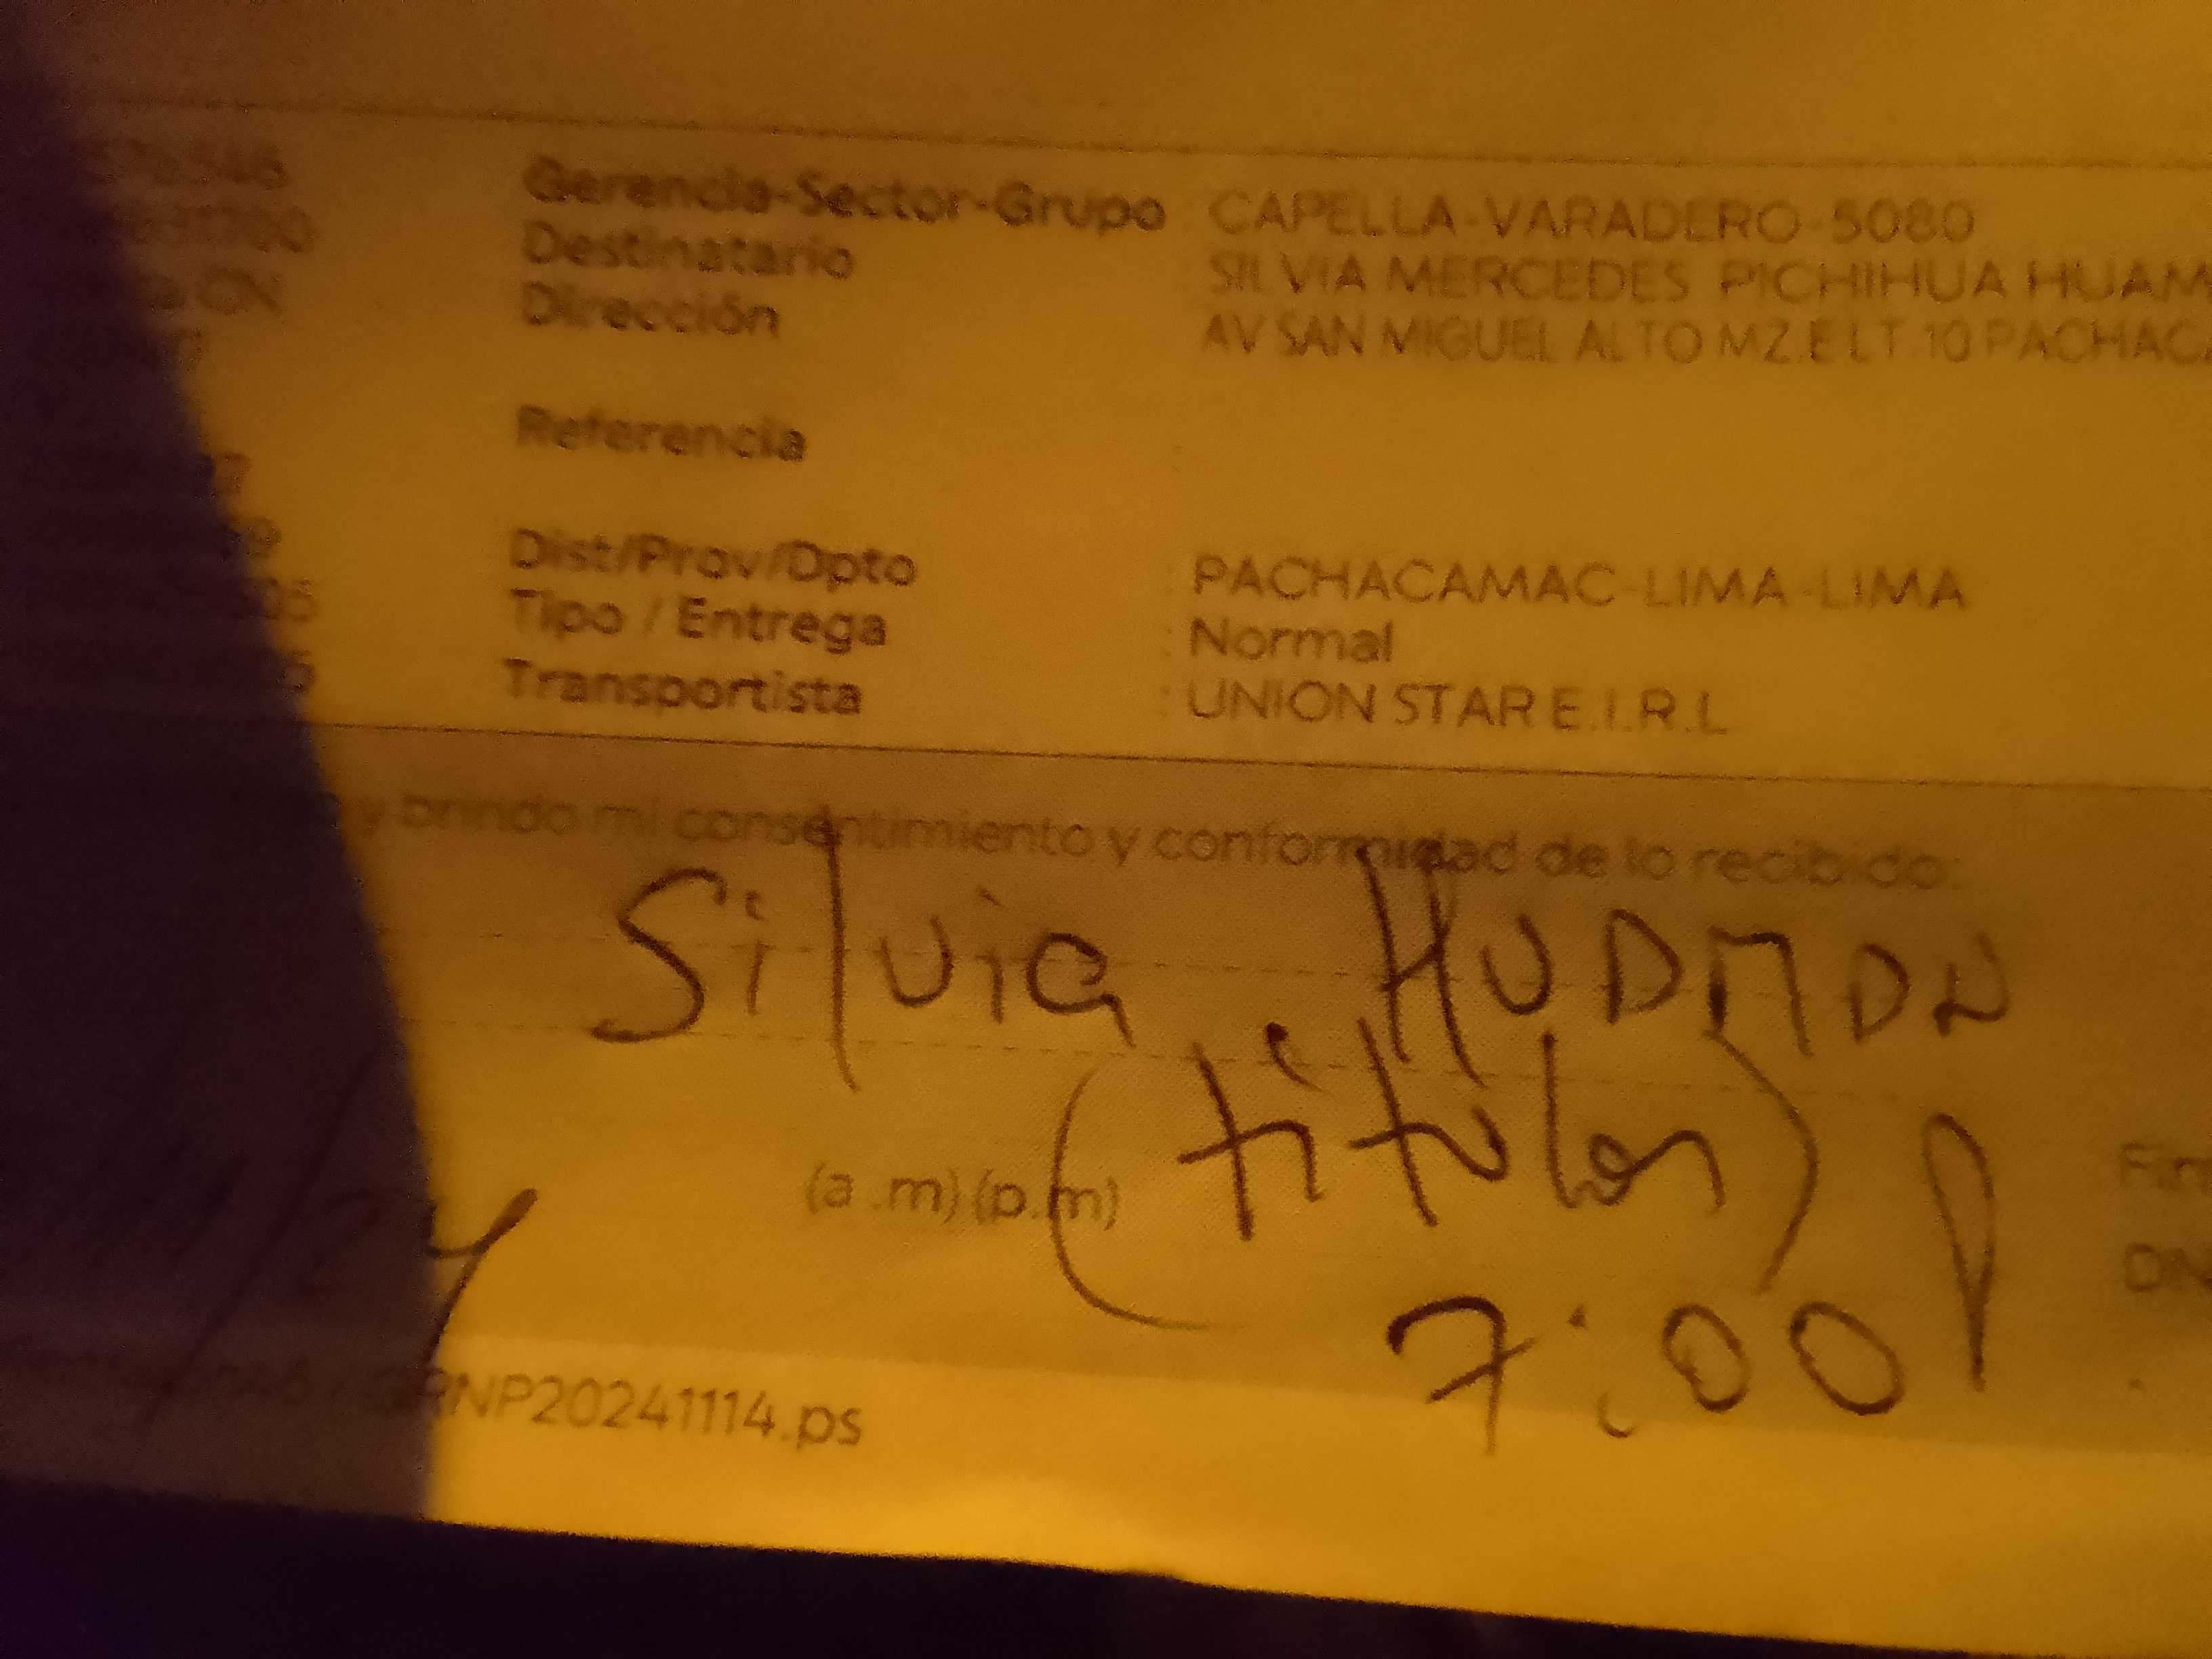 Gerencia-Sector-Grupo CAPELLA-VARADERO-5080
Destinatario : SILVIA MERCEDES PICHIHUA HUAM
CN Dirección : AV SAN MIGUEL ALTO MZ.E LT.10 PACHACA
Referencia
Dist/Prov/Dpto : PACHACAMAC-LIMA-LIMA
Tipo / Entrega : Normal
Transportista : UNION STAR E.I.R.L
y brindo mi consentimiento y conformidad de lo recibido:
Silvia HUAMAN
(titular)
(a .m) (p.m)
7:00 P
RNP20241114.ps